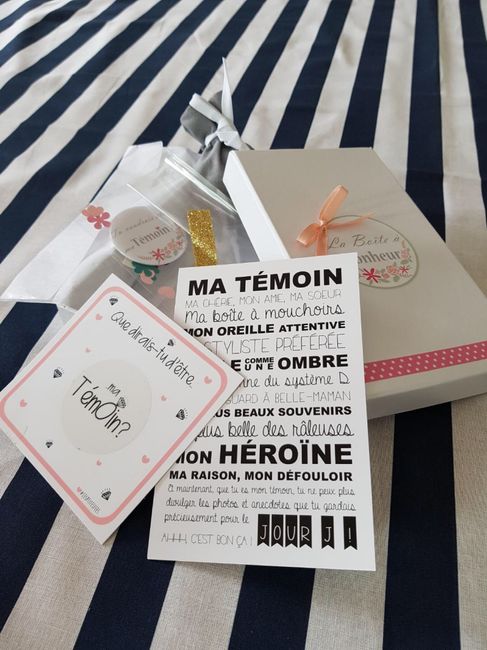 La Boîte à
Bonheur
Témoin
MA TÉMOIN
MA CHÉRIE, MON AMIE, MA SOEUR
Ma boîte à mouchoirs
MON OREILLE ATTENTIVE
STYLISTE PRÉFÉRÉE
COMME UNE OMBRE
du système D.
À BELLE-MAMAN
US BEAUX SOUVENIRS
plus belle des râleuses
MON HÉROÏNE
MA RAISON, MON DÉFOULOIR
Et maintenant, que tu es mon témoin, tu ne peux plus
divulger les photos et anecdotes que tu gardais
précieusement pour le
AHHH, C'EST BON ÇA ! JOUR J !
Que dirais-tu d'être...
ma
TémOin?